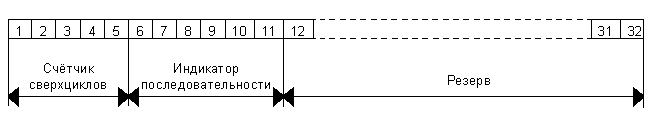 1 2 3 4 5 6 7 8 9 10 11 12 31 32
Счётчик сверхциклов
Индикатор последовательности
Резерв